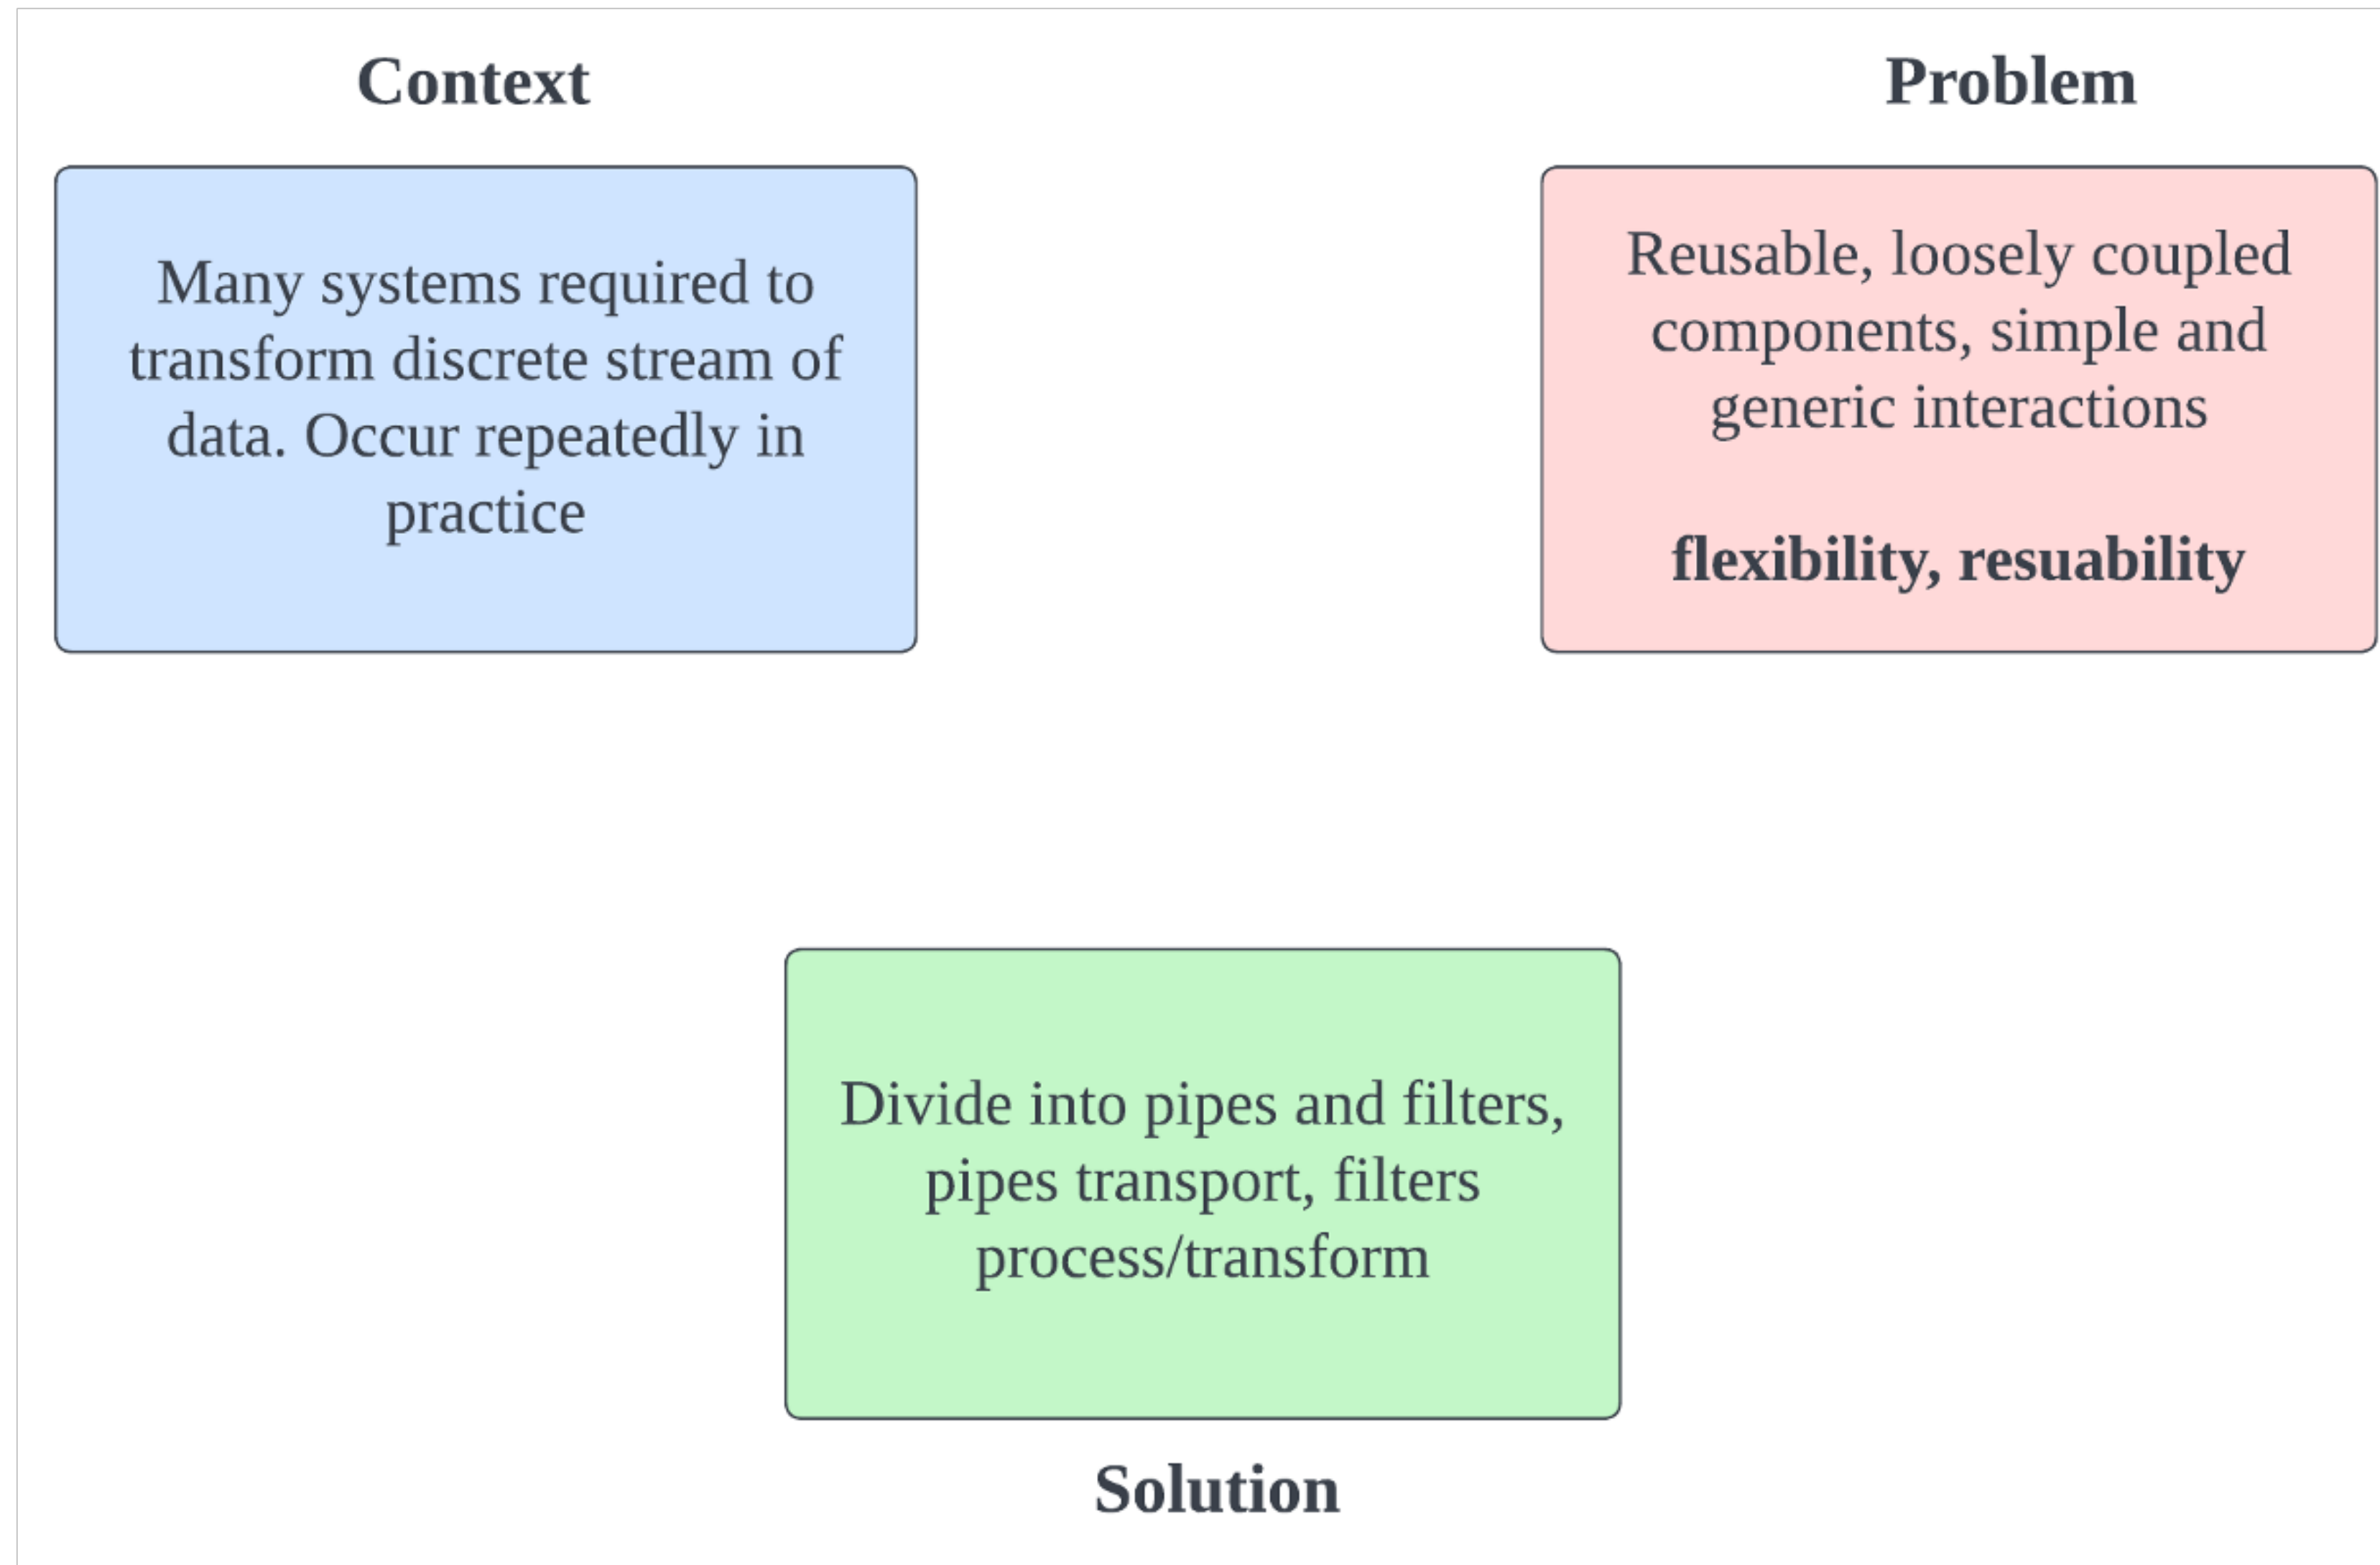 Context
Many systems required to
transform discrete stream of
data. Occur repeatedly in
practice
Problem
Reusable, loosely coupled
components, simple and
generic interactions
flexibility, resuability
Divide into pipes and filters,
pipes transport, filters
process/transform
Solution